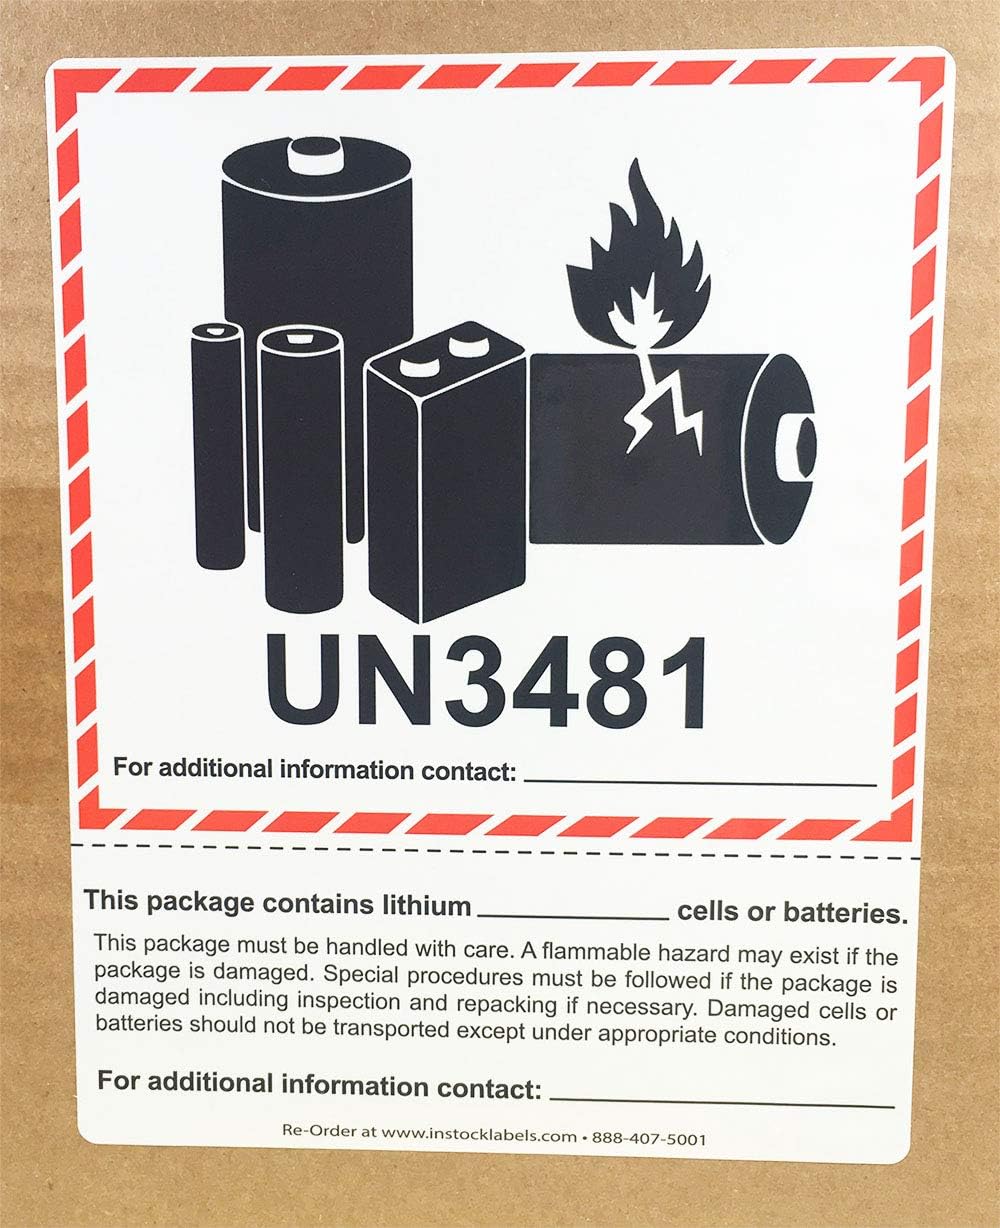 UN3481
For additional information contact: ____________________
This package contains lithium ____________ cells or batteries.
This package must be handled with care. A flammable hazard may exist if the
package is damaged. Special procedures must be followed if the package is
damaged including inspection and repacking if necessary. Damaged cells or
batteries should not be transported except under appropriate conditions.
For additional information contact: ____________________
Re-Order at www.instocklabels.com • 888-407-5001